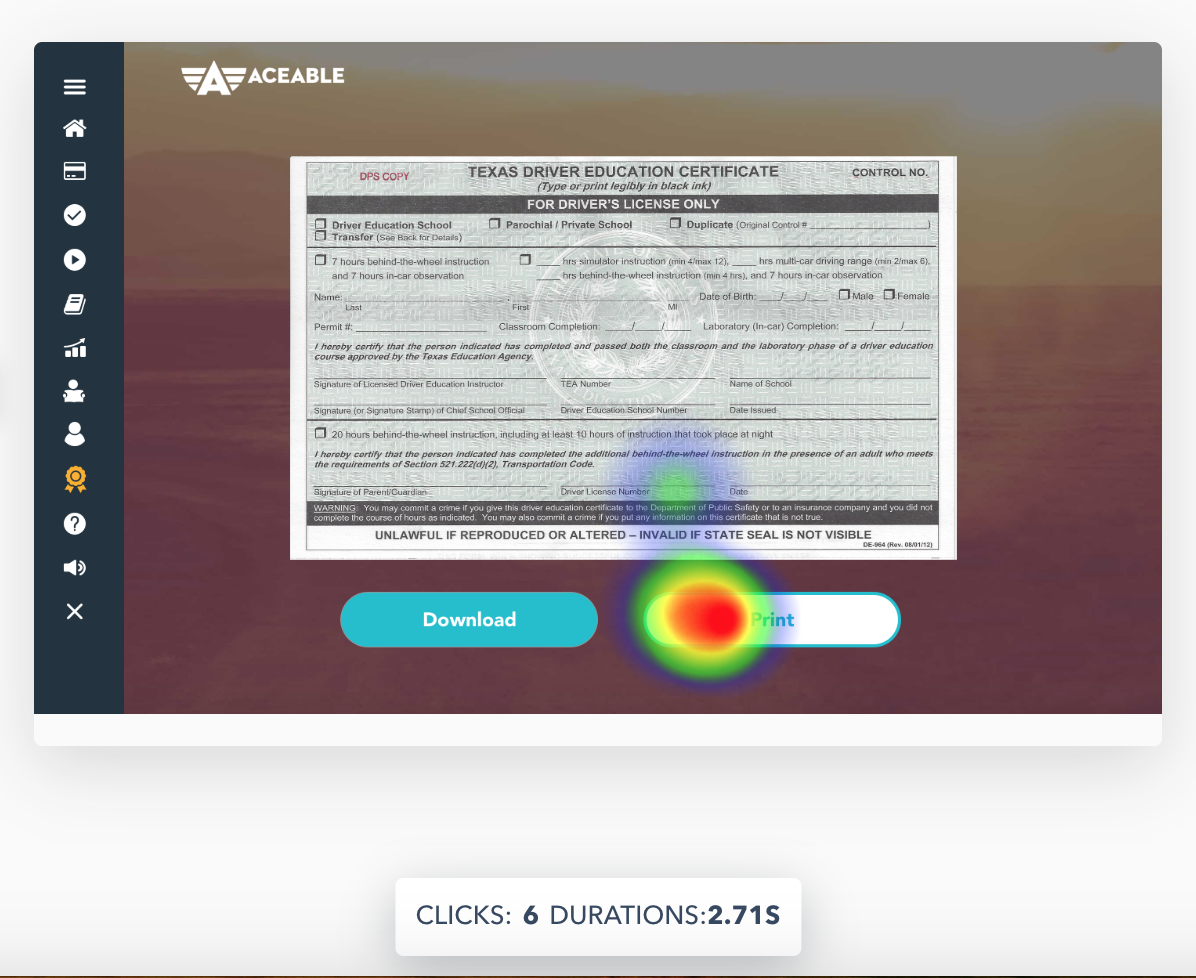 ACEABLE
DPS COPY
TEXAS DRIVER EDUCATION CERTIFICATE
CONTROL NO.
(Type or print legibly in black ink)
FOR DRIVER'S LICENSE ONLY
Driver Education School Parochial / Private School Duplicate (Original Control # )
Transfer (See Back for Details)
7 hours behind-the-wheel instruction hrs simulator instruction (min 4/max 12), hrs multi-car driving range (min 2/max 6),
and 7 hours in-car observation hrs behind-the-wheel instruction (min 4 hrs), and 7 hours in-car observation
Name: Date of Birth: / / Male Female
Last First MI
Permit #: Classroom Completion: / / Laboratory (In-car) Completion: / /
I hereby certify that the person indicated has completed and passed both the classroom and the laboratory phase of a driver education
course approved by the Texas Education Agency.
Signature of Licensed Driver Education Instructor TEA Number Name of School
Signature (or Signature Stamp) of Chief School Official Driver Education School Number Date Issued
20 hours behind-the-wheel instruction, including at least 10 hours of instruction that took place at night
I hereby certify that the person indicated has completed the additional behind-the-wheel instruction in the presence of an adult who meets
the requirements of Section 521.222(d)(2), Transportation Code.
Signature of Parent/Guardian Driver License Number Date
WARNING: You may commit a crime if you give this driver education certificate to the Department of Public Safety or to an insurance company and you did not
complete the course of hours as indicated. You may also commit a crime if you put any information on this certificate that is not true.
UNLAWFUL IF REPRODUCED OR ALTERED – INVALID IF STATE SEAL IS NOT VISIBLE
DE-964 (Rev. 08/01/12)
Download Print
CLICKS: 6 DURATIONS:2.71S